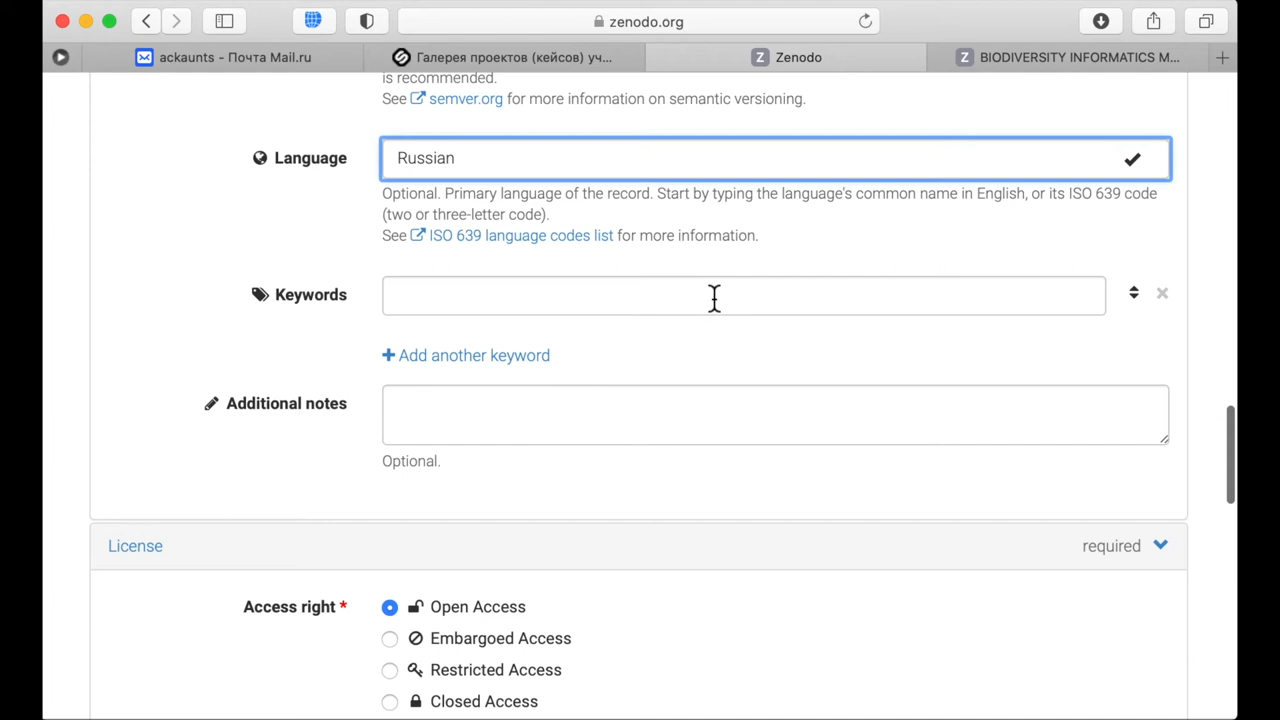 zenodo.org
ackaunts - Почта Mail.ru
Галерея проектов (кейсов) уч...
Z Zenodo
Z BIODIVERSITY INFORMATICS M...
is recommended.
See semver.org for more information on semantic versioning.
Language
Russian
Optional. Primary language of the record. Start by typing the language's common name in English, or its ISO 639 code
(two or three-letter code).
See ISO 639 language codes list for more information.
Keywords
Add another keyword
Additional notes
Optional.
License
required
Access right *
Open Access
Embargoed Access
Restricted Access
Closed Access